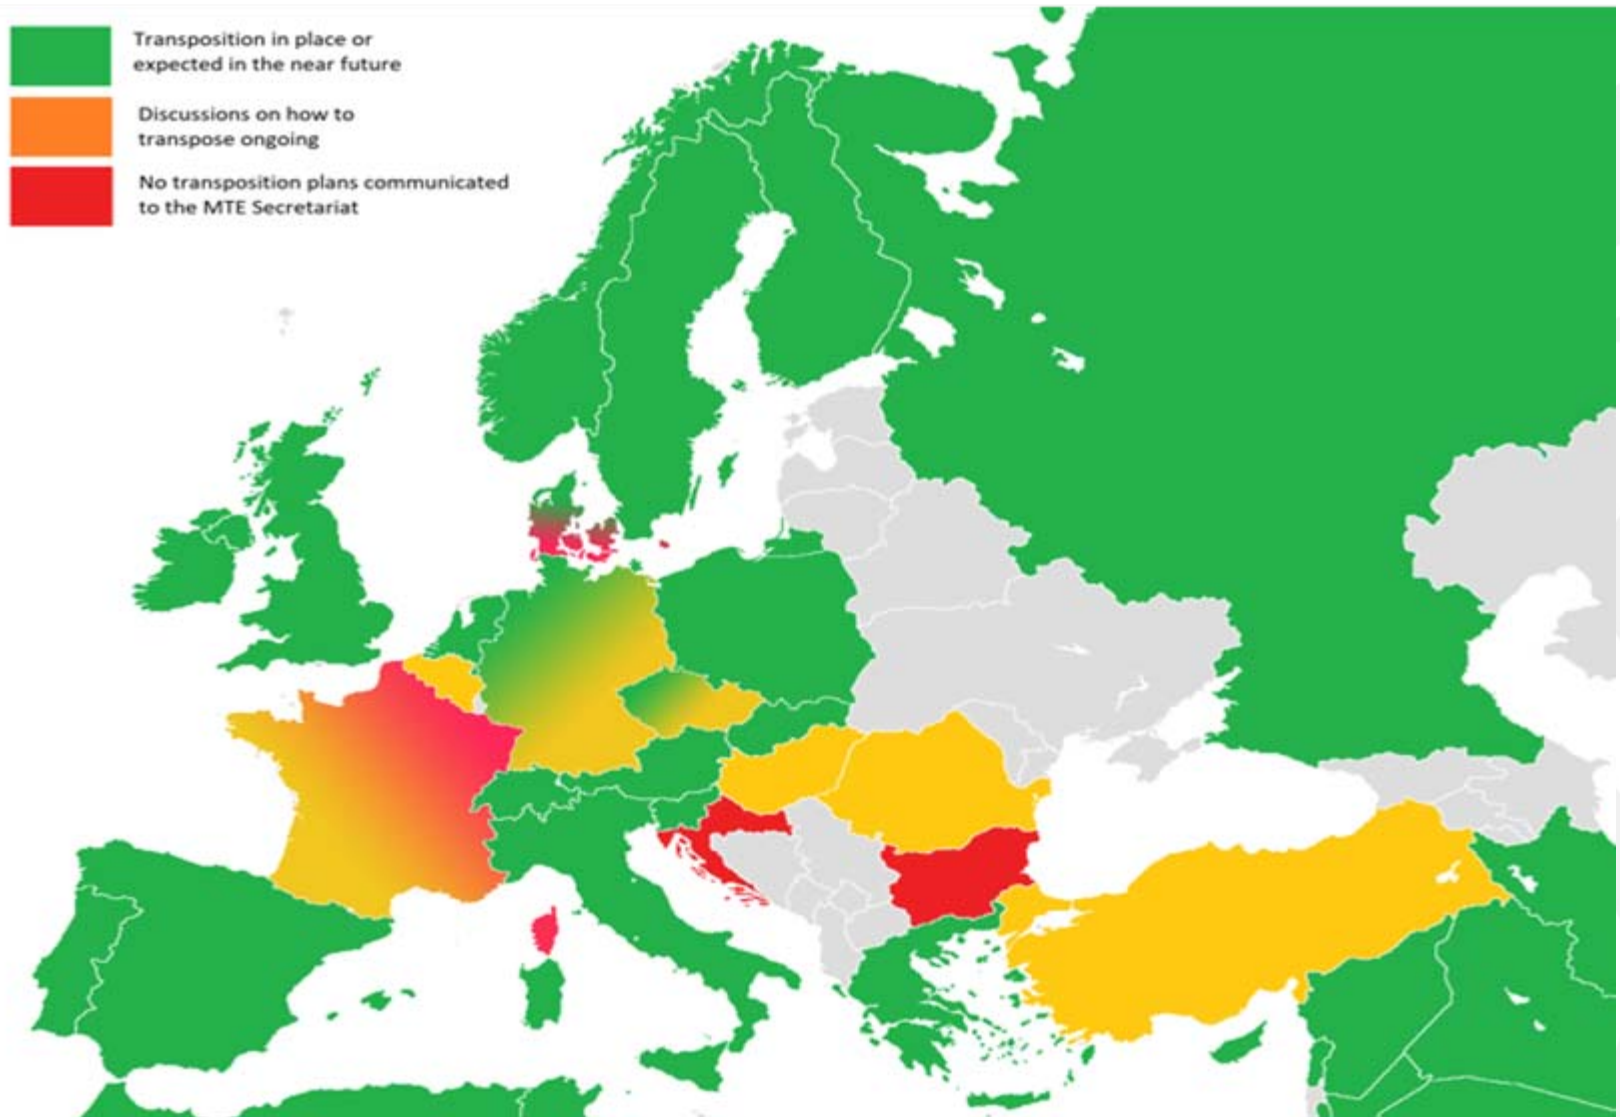 Transposition in place or
expected in the near future
Discussions on how to
transpose ongoing
No transposition plans communicated
to the MTE Secretariat